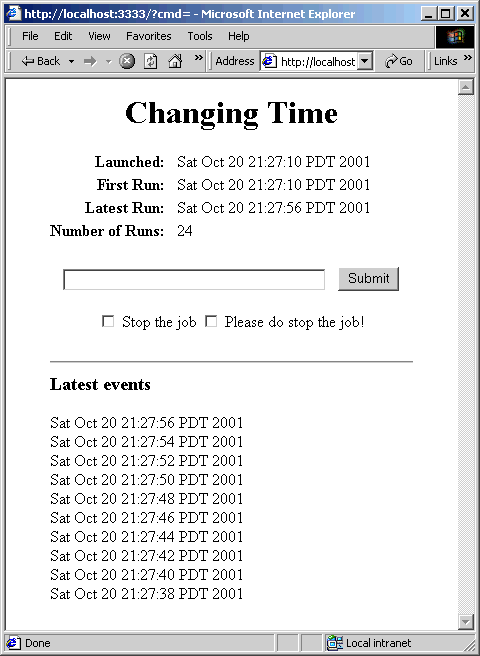 http://localhost:3333/?cmd= - Microsoft Internet Explorer
File Edit View Favorites Tools Help
Back » Address http://localhost Go Links »
Changing Time
Launched: Sat Oct 20 21:27:10 PDT 2001
First Run: Sat Oct 20 21:27:10 PDT 2001
Latest Run: Sat Oct 20 21:27:56 PDT 2001
Number of Runs: 24
Submit
Stop the job Please do stop the job!
Latest events
Sat Oct 20 21:27:56 PDT 2001
Sat Oct 20 21:27:54 PDT 2001
Sat Oct 20 21:27:52 PDT 2001
Sat Oct 20 21:27:50 PDT 2001
Sat Oct 20 21:27:48 PDT 2001
Sat Oct 20 21:27:46 PDT 2001
Sat Oct 20 21:27:44 PDT 2001
Sat Oct 20 21:27:42 PDT 2001
Sat Oct 20 21:27:40 PDT 2001
Sat Oct 20 21:27:38 PDT 2001
Done Local intranet